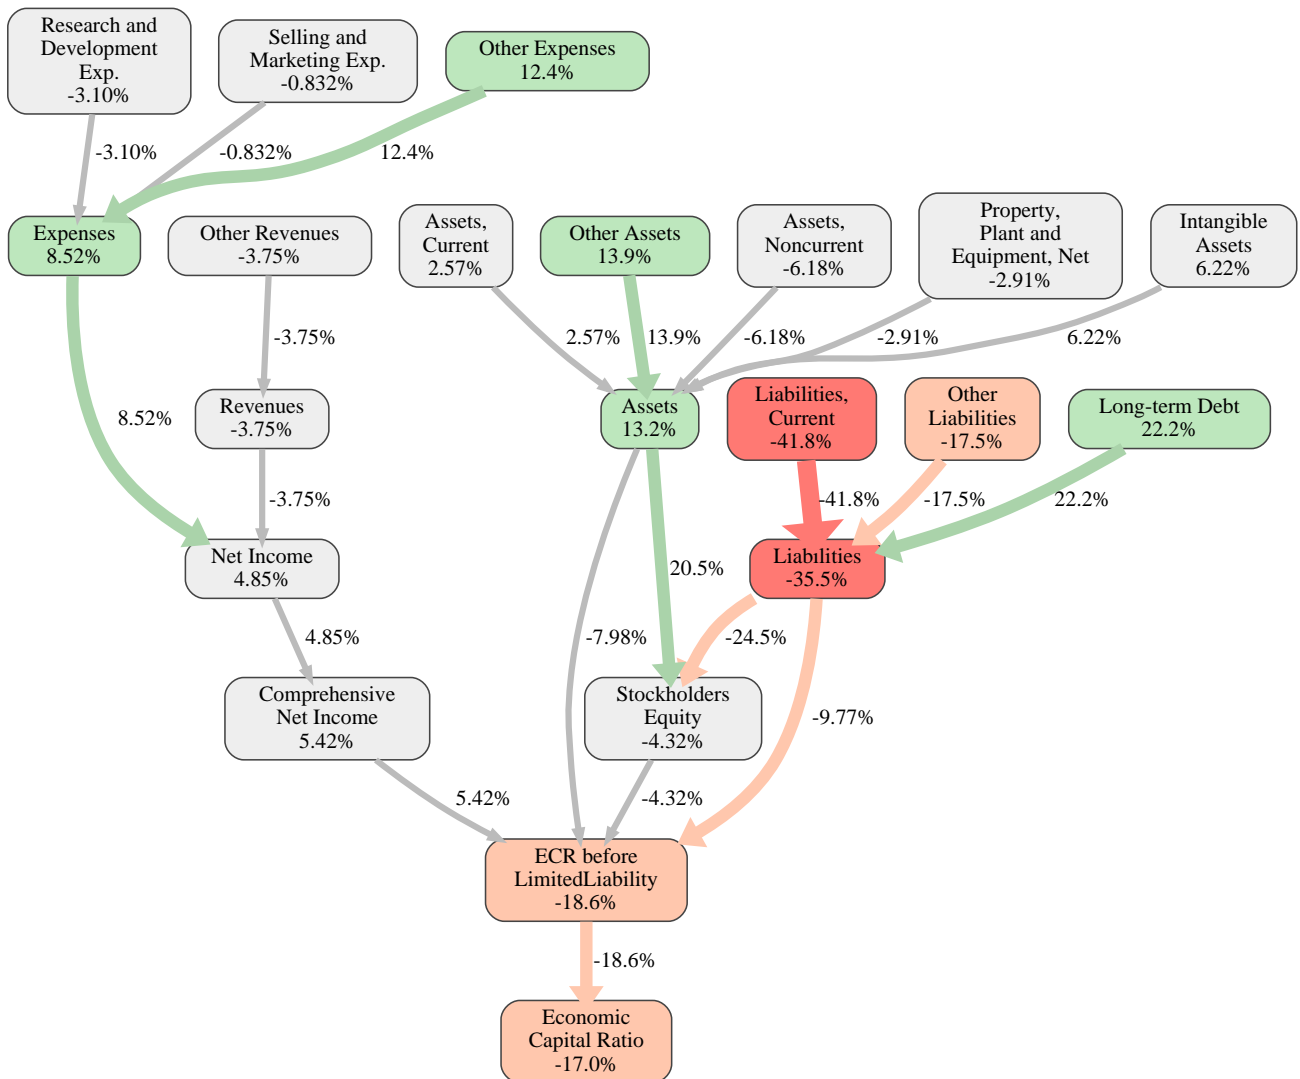 Research and
Development
Exp.
-3.10%
Selling and
Marketing Exp.
-0.832%
Other Expenses
12.4%
-3.10%
-0.832%
12.4%
Expenses
8.52%
Other Revenues
-3.75%
Assets,
Current
2.57%
Other Assets
13.9%
Assets,
Noncurrent
-6.18%
Property,
Plant and
Equipment, Net
-2.91%
Intangible
Assets
6.22%
-3.75%
2.57%
13.9%
-6.18%
-2.91%
6.22%
8.52%
Revenues
-3.75%
Assets
13.2%
Liabilities,
Current
-41.8%
Other
Liabilities
-17.5%
Long-term Debt
22.2%
-3.75%
-41.8%
-17.5%
22.2%
Net Income
4.85%
20.5%
Liabilities
-35.5%
4.85%
-7.98%
-24.5%
Comprehensive
Net Income
5.42%
Stockholders
Equity
-4.32%
-9.77%
5.42%
-4.32%
ECR before
LimitedLiability
-18.6%
-18.6%
Economic
Capital Ratio
-17.0%